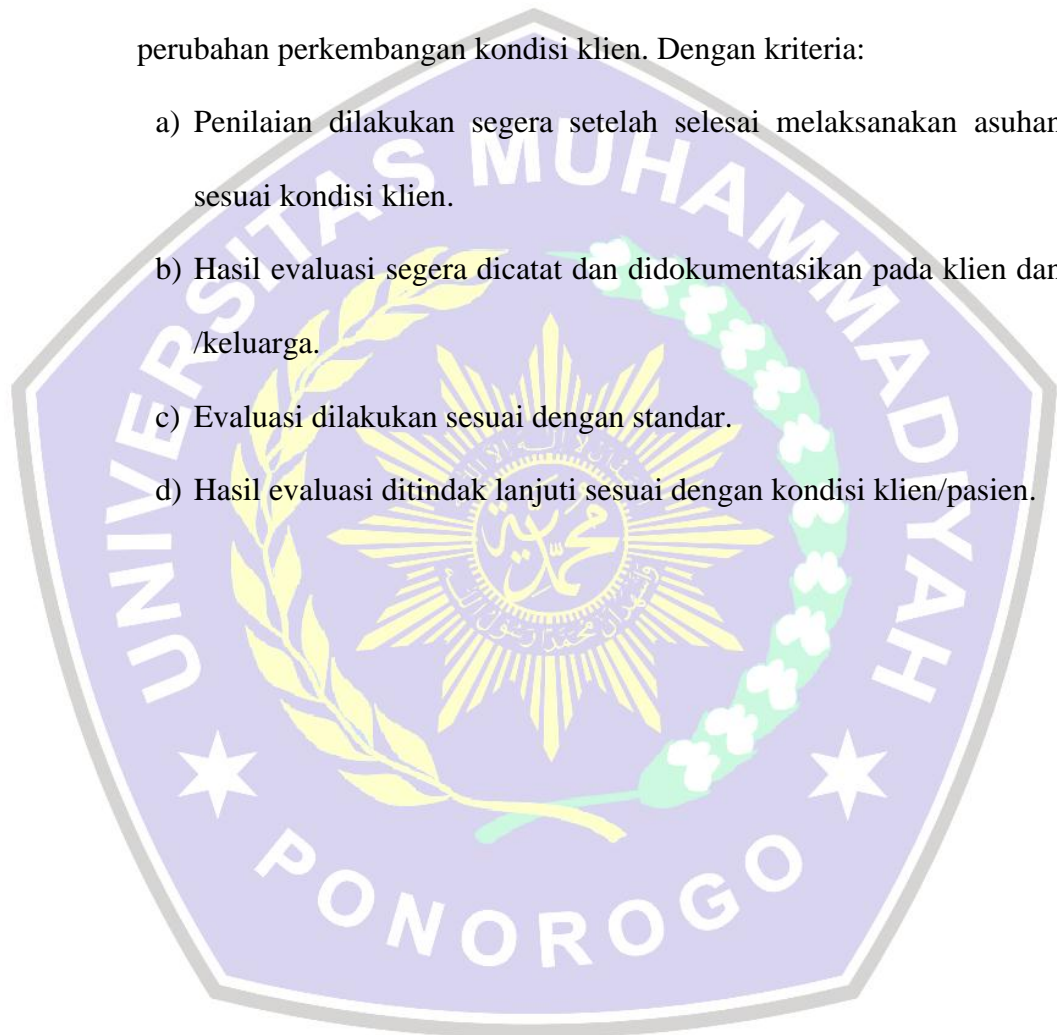 perubahan perkembangan kondisi klien. Dengan kriteria:
a) Penilaian dilakukan segera setelah selesai melaksanakan asuhan
sesuai kondisi klien.
b) Hasil evaluasi segera dicatat dan didokumentasikan pada klien dan
/keluarga.
c) Evaluasi dilakukan sesuai dengan standar.
d) Hasil evaluasi ditindak lanjuti sesuai dengan kondisi klien/pasien.
UNIVERSITAS MUHAMMADIYAH
محمدية
PONOROGO